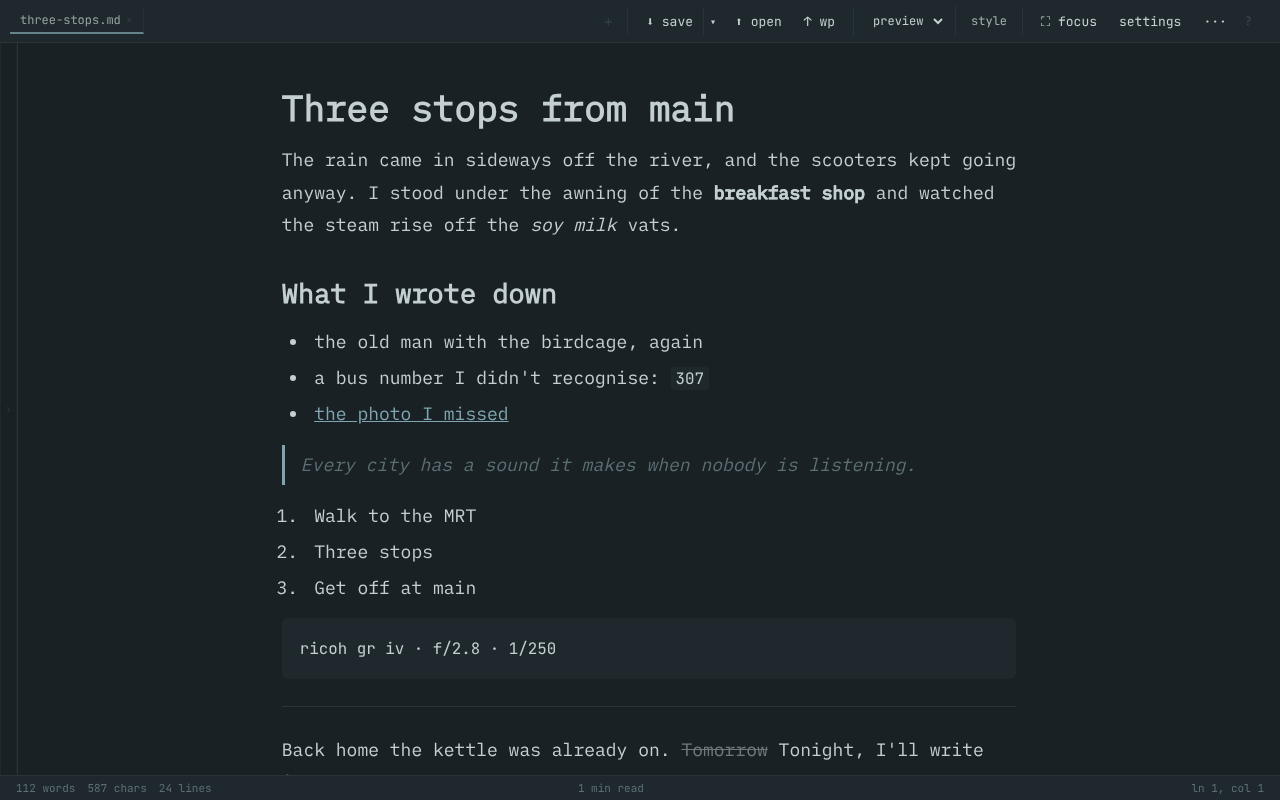 three-stops.md ×
+
⬇ save ▾
⬆ open
↑ wp
preview
style
⛶ focus
settings
···
?
Three stops from main
The rain came in sideways off the river, and the scooters kept going
anyway. I stood under the awning of the breakfast shop and watched
the steam rise off the soy milk vats.
What I wrote down
• the old man with the birdcage, again
• a bus number I didn't recognise: 307
• the photo I missed
Every city has a sound it makes when nobody is listening.
1. Walk to the MRT
2. Three stops
3. Get off at main
ricoh gr iv · f/2.8 · 1/250
Back home the kettle was already on. Tomorrow Tonight, I'll write
112 words 587 chars 24 lines
1 min read
ln 1, col 1